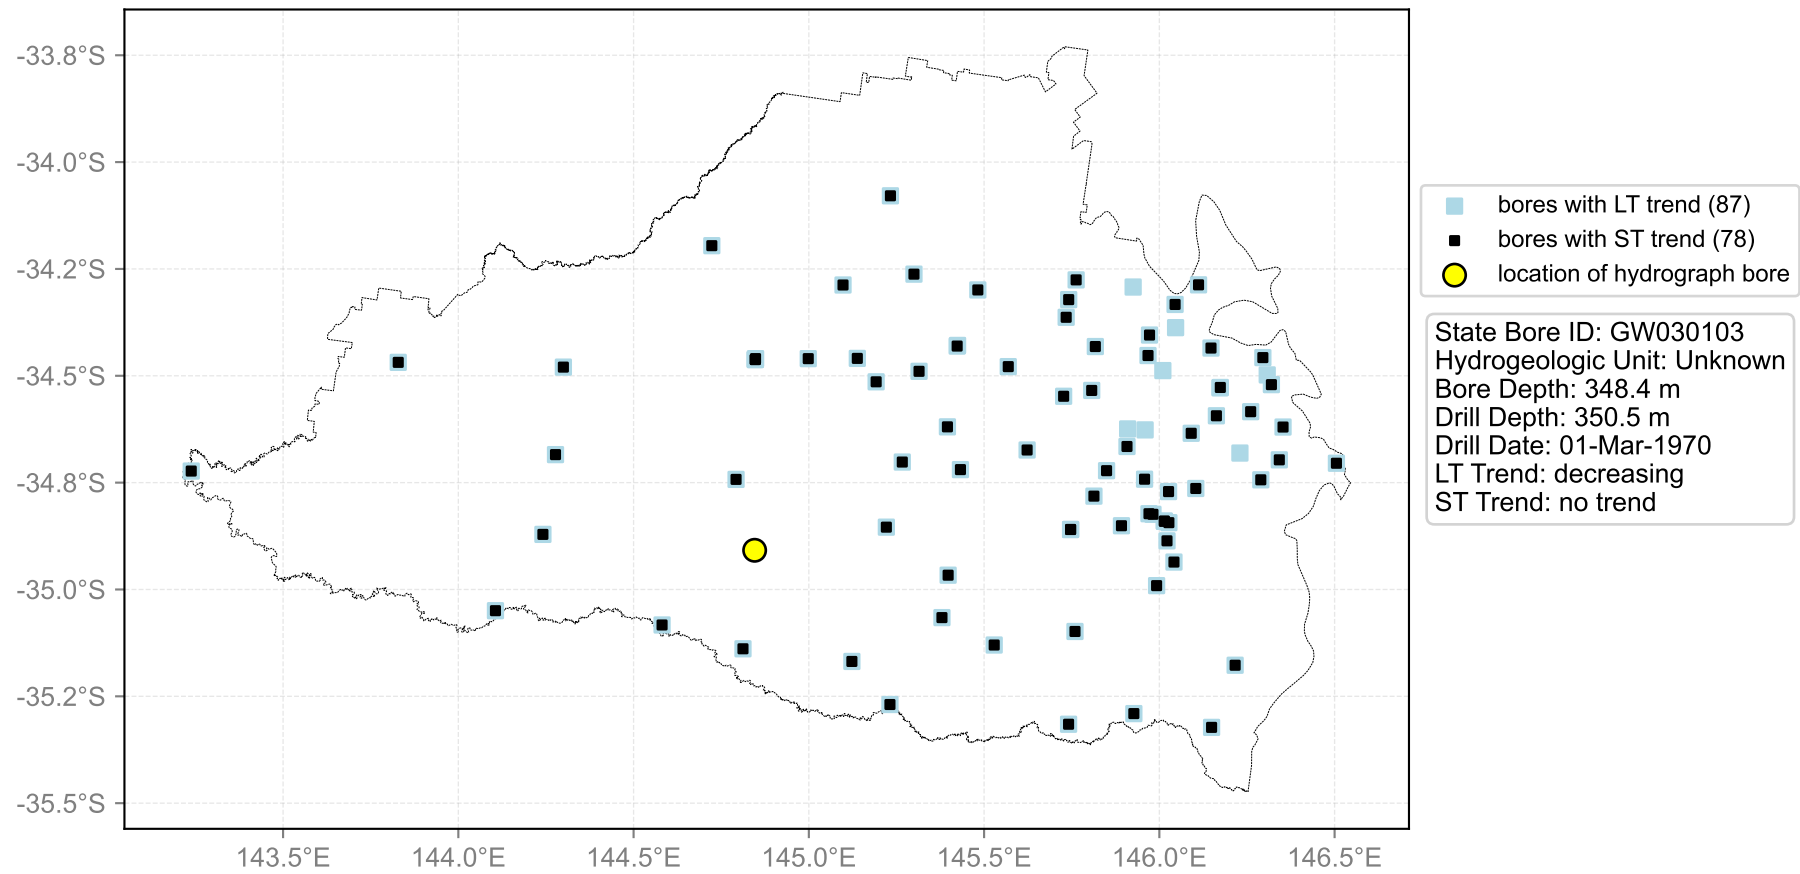 -33.8°S
-34.0°S
-34.2°S
-34.5°S
-34.8°S
-35.0°S
-35.2°S
-35.5°S
143.5°E
144.0°E
144.5°E
145.0°E
145.5°E
146.0°E
146.5°E
bores with LT trend (87)
bores with ST trend (78)
location of hydrograph bore
State Bore ID: GW030103
Hydrogeologic Unit: Unknown
Bore Depth: 348.4 m
Drill Depth: 350.5 m
Drill Date: 01-Mar-1970
LT Trend: decreasing
ST Trend: no trend